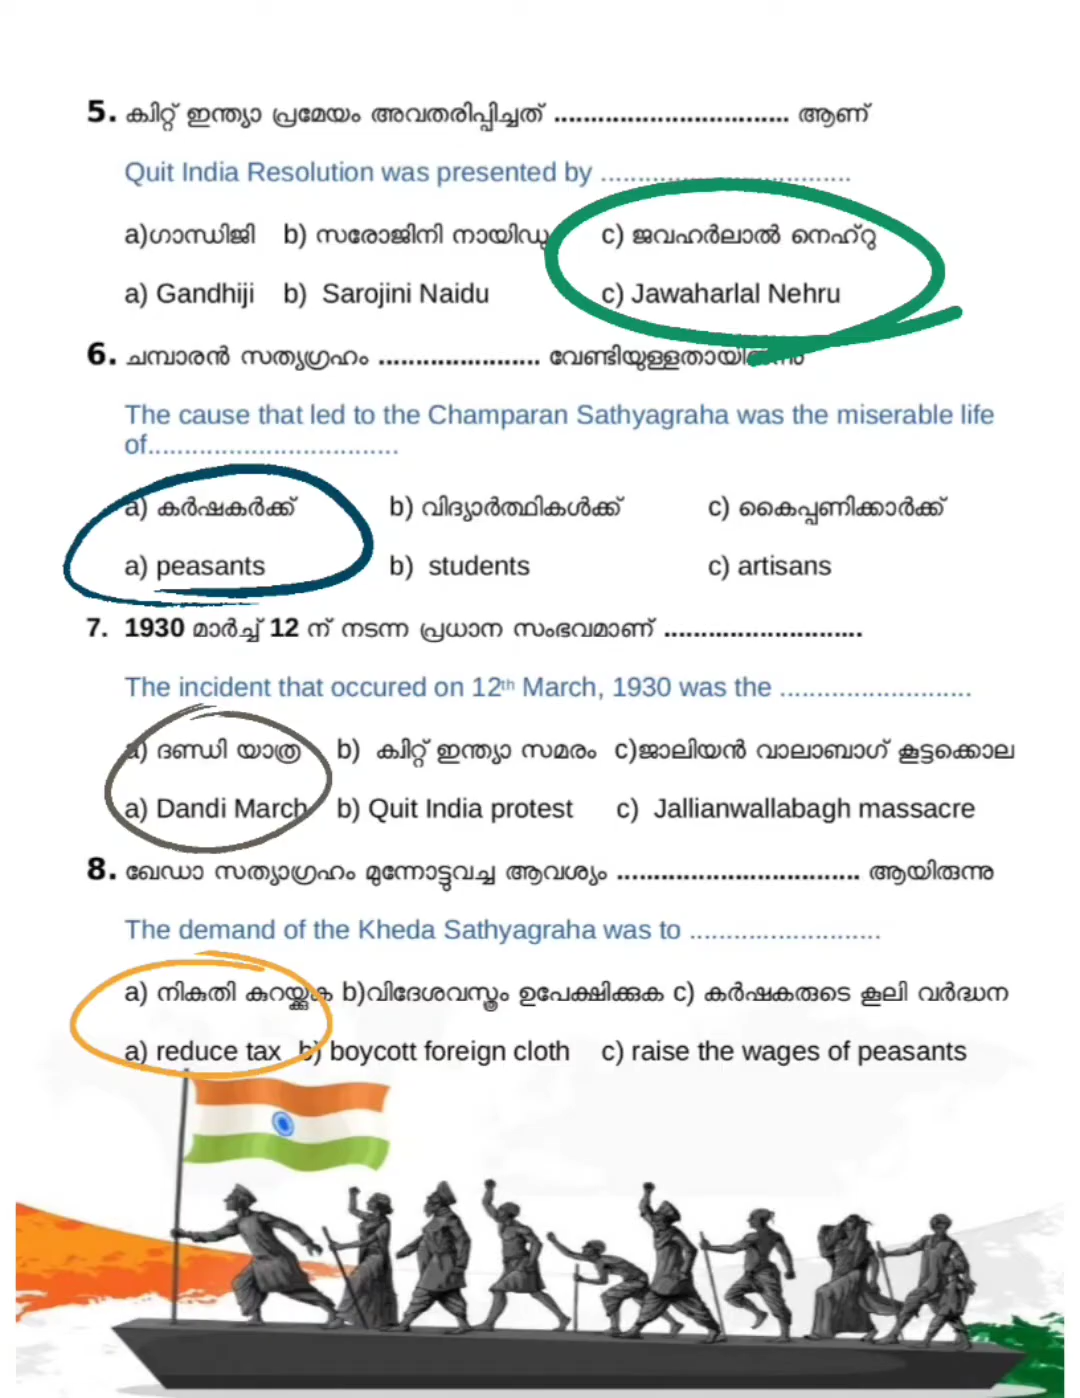 5. ക്വിറ്റ് ഇന്ത്യാ പ്രമേയം അവതരിപ്പിച്ചത് ................................ ആണ്
Quit India Resolution was presented by ..................................
a)ഗാന്ധിജി b) സരോജിനി നായിഡു c) ജവഹർലാൽ നെഹ്റു
a) Gandhiji b) Sarojini Naidu c) Jawaharlal Nehru
6. ചമ്പാരൻ സത്യഗ്രഹം ...................... വേണ്ടിയുള്ളതായിരുന്നു
The cause that led to the Champaran Sathyagraha was the miserable life
of..................................
a) കർഷകർക്ക് b) വിദ്യാർത്ഥികൾക്ക് c) കൈപ്പണിക്കാർക്ക്
a) peasants b) students c) artisans
7. 1930 മാർച്ച് 12 ന് നടന്ന പ്രധാന സംഭവമാണ് ...........................
The incident that occured on 12th March, 1930 was the ..........................
a) ദണ്ഡി യാത്ര b) ക്വിറ്റ് ഇന്ത്യാ സമരം c)ജാലിയൻ വാലാബാഗ് കൂട്ടക്കൊല
a) Dandi March b) Quit India protest c) Jallianwallabagh massacre
8. ഖേഡാ സത്യാഗ്രഹം മുന്നോട്ടുവച്ച ആവശ്യം ................................. ആയിരുന്നു
The demand of the Kheda Sathyagraha was to ..........................
a) നികുതി കുറയ്ക്കുക b)വിദേശവസ്ത്രം ഉപേക്ഷിക്കുക c) കർഷകരുടെ കൂലി വർദ്ധന
a) reduce tax b) boycott foreign cloth c) raise the wages of peasants